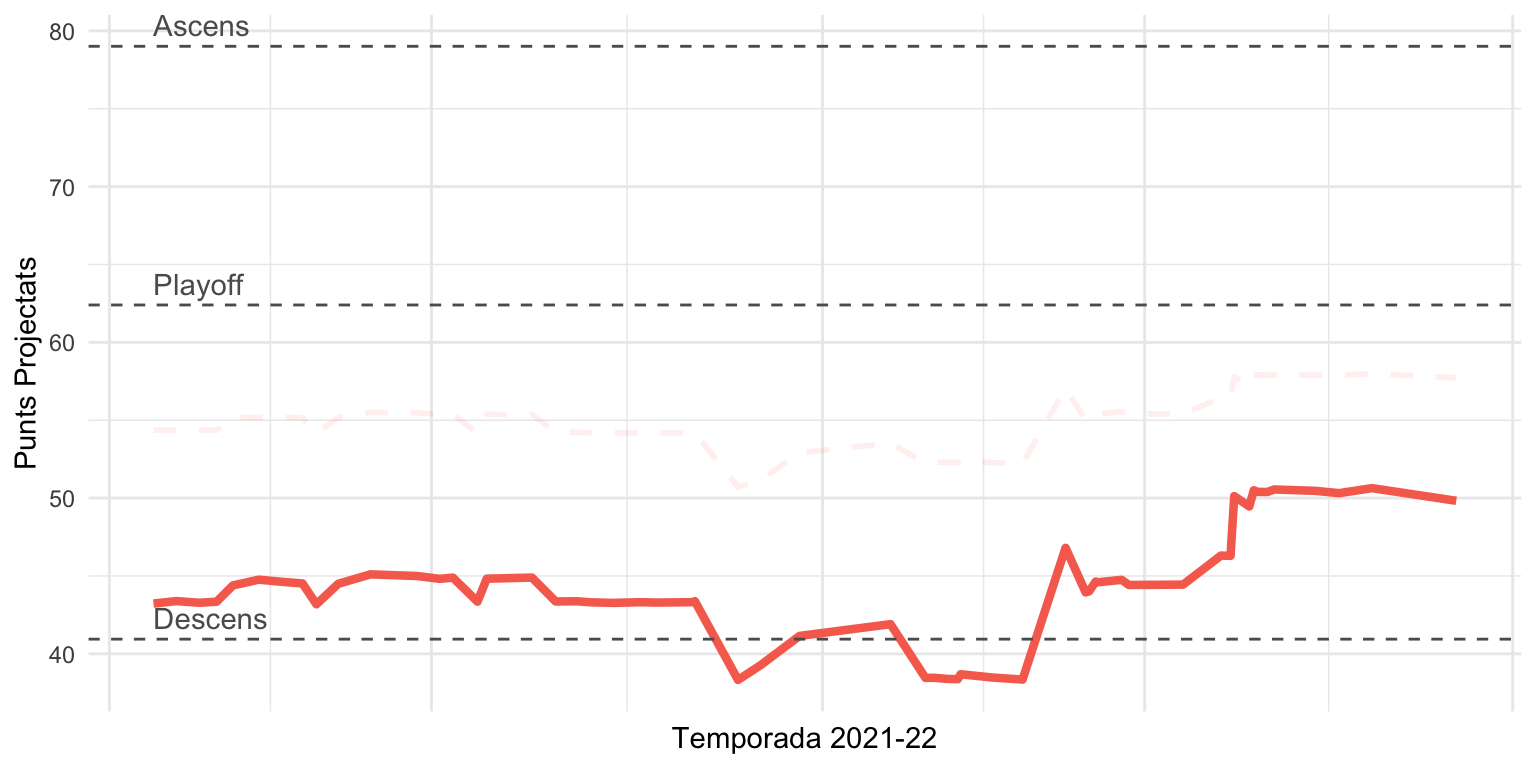 Ascens
80
70
Playoff
60
50
Descens
40
Punts Projectats
Temporada 2021-22